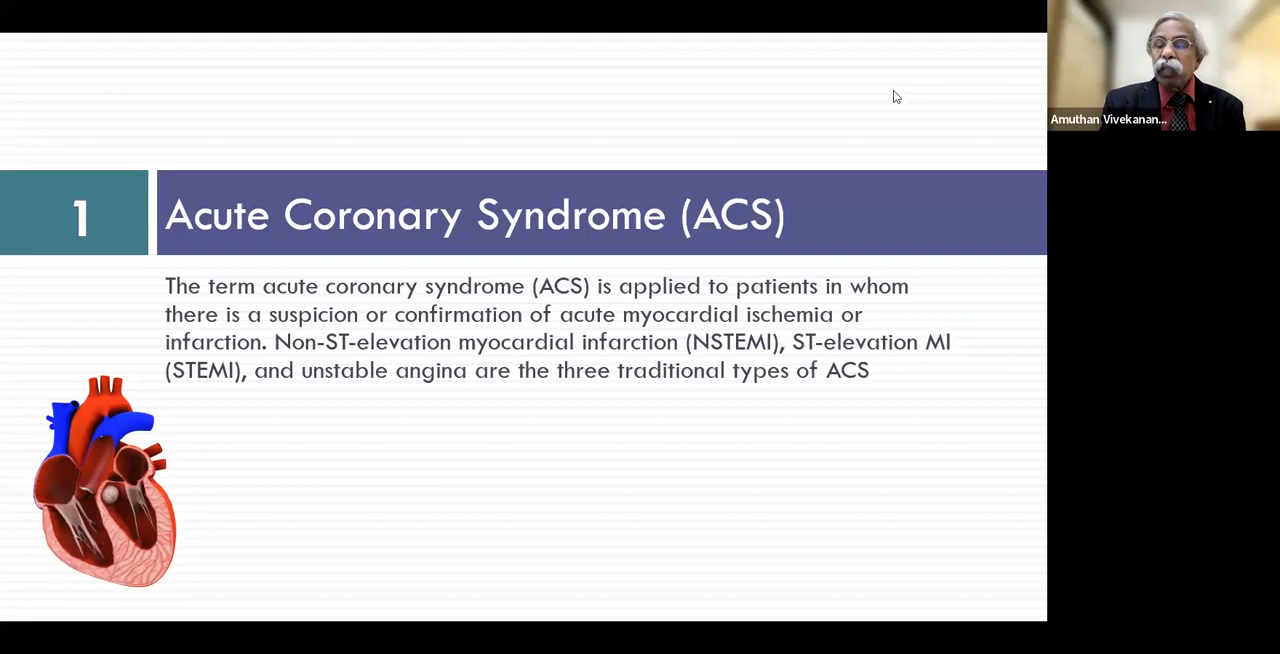 1
Acute Coronary Syndrome (ACS)
The term acute coronary syndrome (ACS) is applied to patients in whom
there is a suspicion or confirmation of acute myocardial ischemia or
infarction. Non-ST-elevation myocardial infarction (NSTEMI), ST-elevation MI
(STEMI), and unstable angina are the three traditional types of ACS
Amuthan Vivekanan...